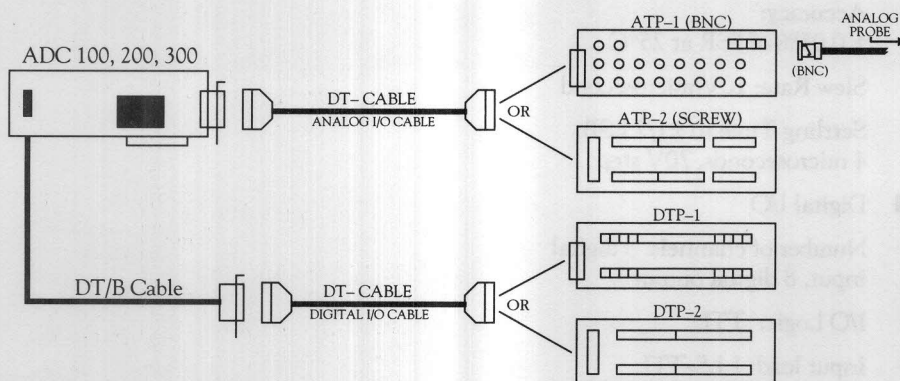 ADC 100, 200, 300
ATP-1 (BNC)
ANALOG
PROBE
(BNC)
DT- CABLE
ANALOG I/O CABLE
OR
ATP-2 (SCREW)
DTP-1
DT/B Cable
DT- CABLE
DIGITAL I/O CABLE
OR
DTP-2